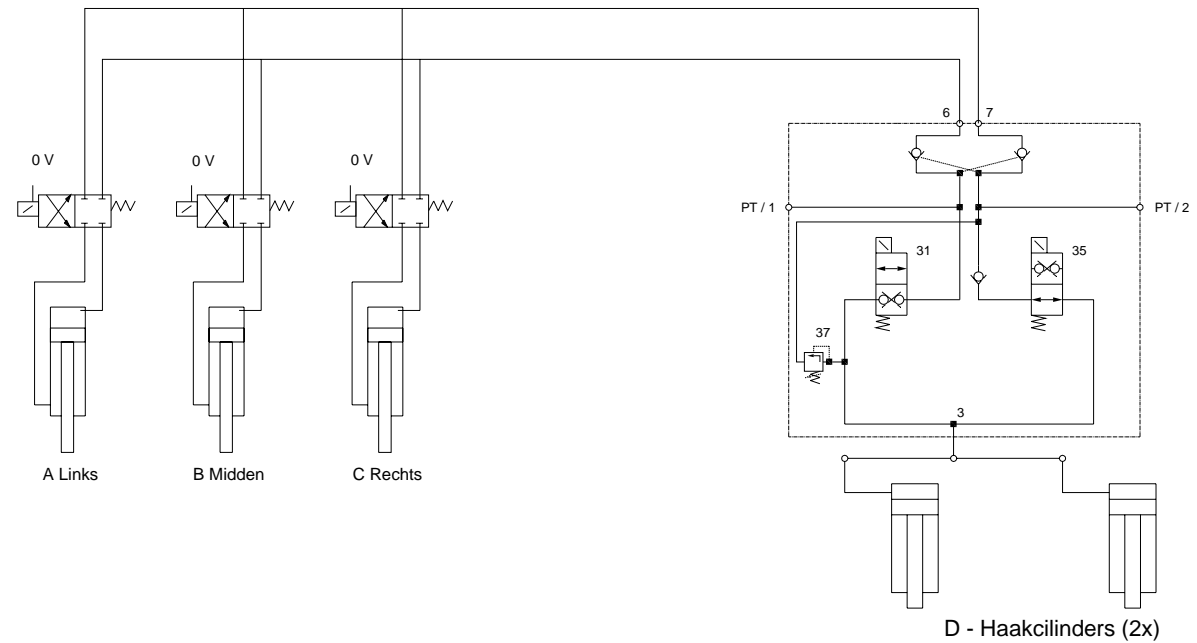 6 7
0 V 0 V 0 V
PT / 1 PT / 2
31 35
37
3
A Links B Midden C Rechts
D - Haakcilinders (2x)